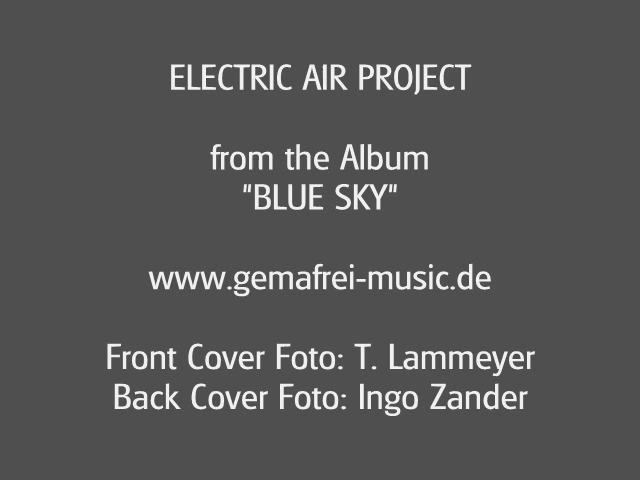 ELECTRIC AIR PROJECT
from the Album
"BLUE SKY"
www.gemafrei-music.de
Front Cover Foto: T. Lammeyer
Back Cover Foto: Ingo Zander